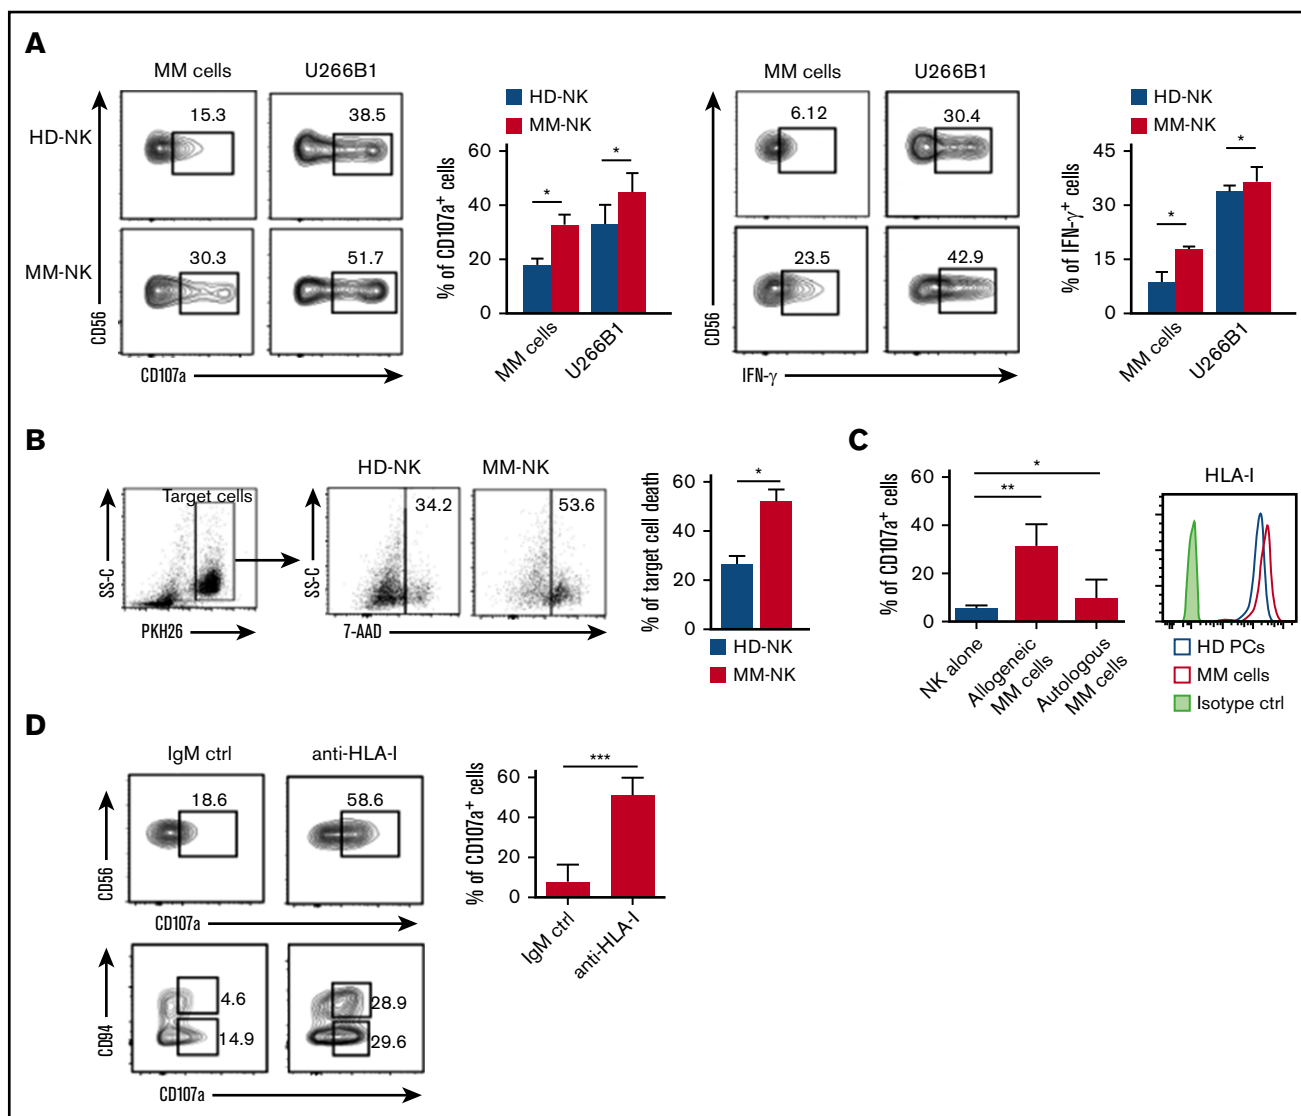 A
MM cells
U266B1
HD-NK
15.3
38.5
MM-NK
30.3
51.7
CD56
CD107a
HD-NK
MM-NK
% of CD107a+ cells
60
40
20
0
*
*
MM cells
U266B1
MM cells
U266B1
6.12
30.4
23.5
42.9
CD56
IFN-γ
HD-NK
MM-NK
% of IFN-γ+ cells
45
30
15
0
*
*
MM cells
U266B1
B
Target cells
SS-C
PKH26
HD-NK
MM-NK
34.2
53.6
SS-C
7-AAD
% of target cell death
60
40
20
0
*
HD-NK
MM-NK
C
% of CD107a+ cells
60
40
20
0
*
**
NK alone
Allogeneic
MM cells
Autologous
MM cells
HLA-I
HD PCs
MM cells
Isotype ctrl
D
IgM ctrl
anti-HLA-I
18.6
58.6
CD56
CD107a
4.6
14.9
28.9
29.6
CD94
CD107a
% of CD107a+ cells
60
40
20
0
***
IgM ctrl
anti-HLA-I